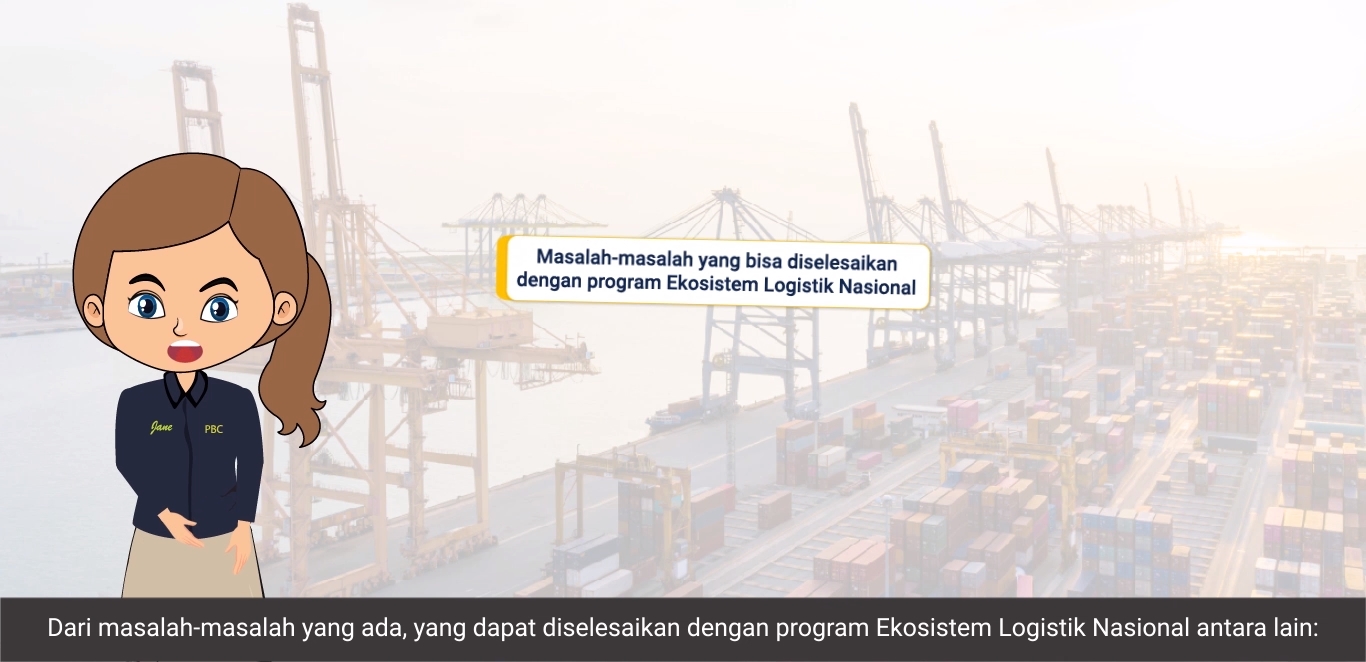 Masalah-masalah yang bisa diselesaikan
dengan program Ekosistem Logistik Nasional
Jane
PBC
Dari masalah-masalah yang ada, yang dapat diselesaikan dengan program Ekosistem Logistik Nasional antara lain: